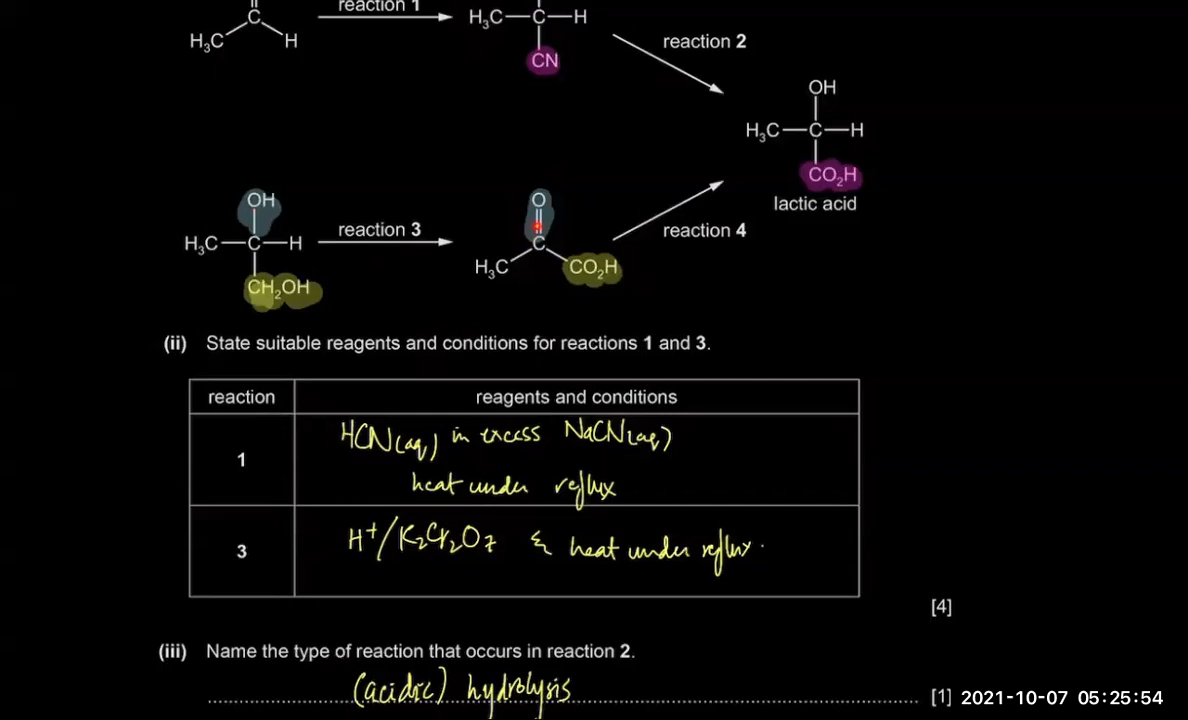 reaction 1
C
H₃C
H
H₃C—C—H
CN
reaction 2
OH
H₃C—C—H
CO₂H
lactic acid
OH
H₃C—C—H
CH₂OH
reaction 3
O
C
H₃C
CO₂H
reaction 4
(ii) State suitable reagents and conditions for reactions 1 and 3.
reaction
reagents and conditions
1
HCN(aq) in excess NaCN(aq)
heat under reflux
3
H⁺/K₂Cr₂O₇ & heat under reflux.
[4]
(iii) Name the type of reaction that occurs in reaction 2.
(acidic) hydrolysis
[1] 2021-10-07 05:25:54